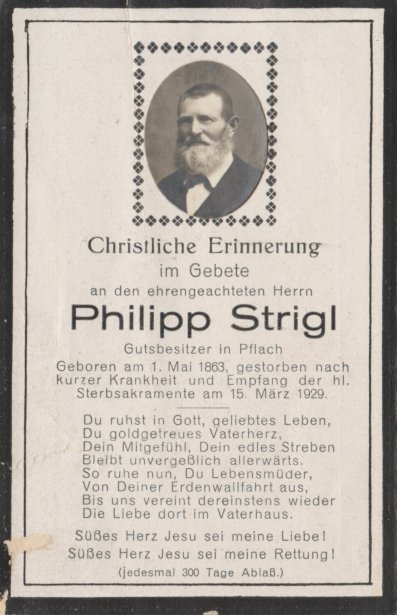 Christliche Erinnerung
im Gebete
an den ehrengeachteten Herrn
Philipp Strigl
Gutsbesitzer in Pflach
Geboren am 1. Mai 1863, gestorben nach
kurzer Krankheit und Empfang der hl.
Sterbsakramente am 15. März 1929.
Du ruhst in Gott, geliebtes Leben,
Du goldgetreues Vaterherz,
Dein Mitgefühl, Dein edles Streben
Bleibt unvergeßlich allerwärts.
So ruhe nun, Du Lebensmüder,
Von Deiner Erdenwallfahrt aus,
Bis uns vereint dereinstens wieder
Die Liebe dort im Vaterhaus.
Süßes Herz Jesu sei meine Liebe!
Süßes Herz Jesu sei meine Rettung!
(jedesmal 300 Tage Ablaß.)